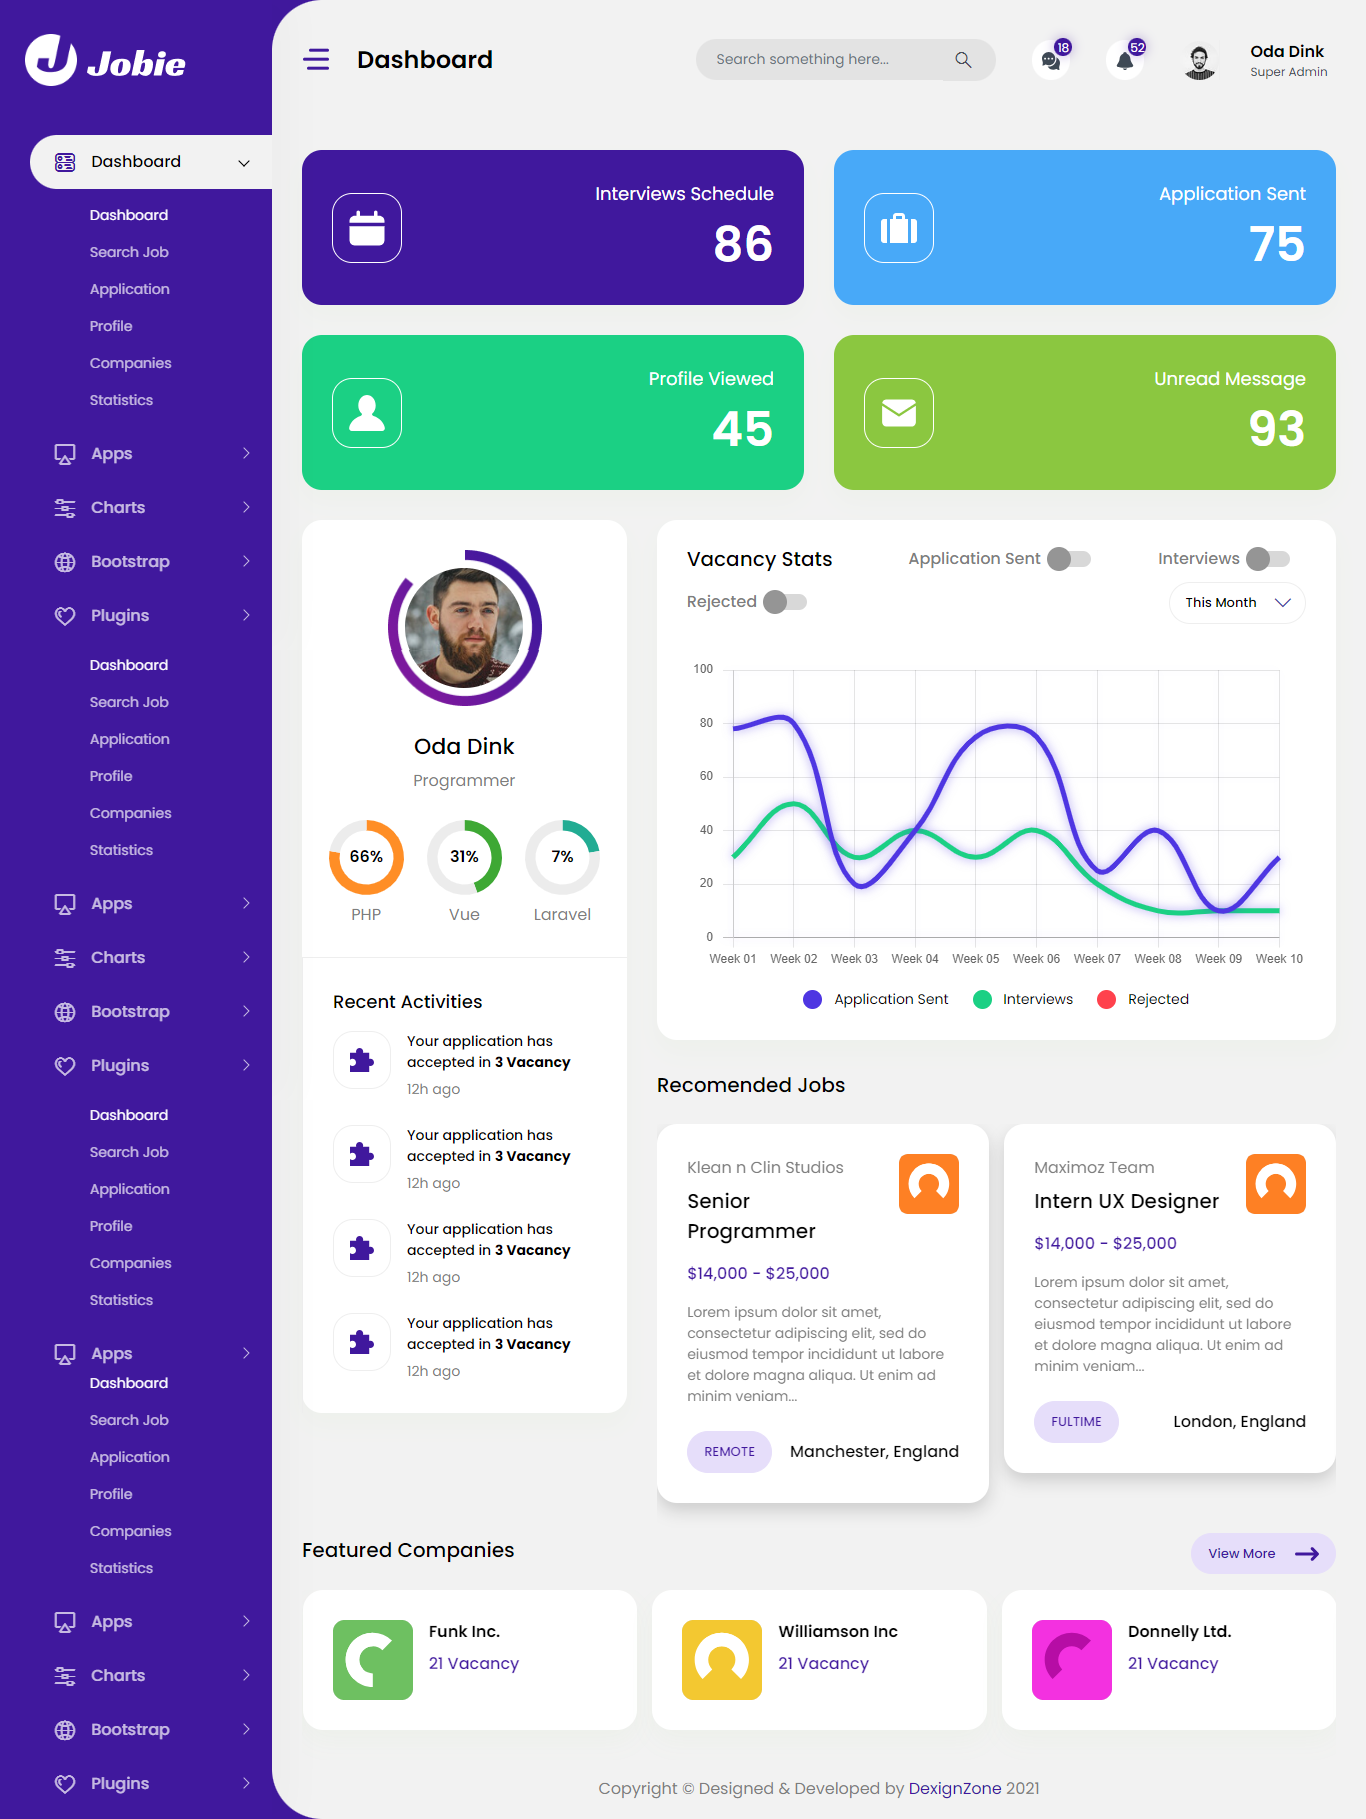 Jobie
Dashboard
Search something here...
18
52
Oda Dink
Super Admin
Dashboard
Dashboard
Search Job
Application
Profile
Companies
Statistics
Apps
Charts
Bootstrap
Plugins
Dashboard
Search Job
Application
Profile
Companies
Statistics
Apps
Charts
Bootstrap
Plugins
Dashboard
Search Job
Application
Profile
Companies
Statistics
Apps
Dashboard
Search Job
Application
Profile
Companies
Statistics
Apps
Charts
Bootstrap
Plugins
Interviews Schedule
86
Application Sent
75
Profile Viewed
45
Unread Message
93
Oda Dink
Programmer
66%
31%
7%
PHP
Vue
Laravel
Recent Activities
Your application has
accepted in 3 Vacancy
12h ago
Your application has
accepted in 3 Vacancy
12h ago
Your application has
accepted in 3 Vacancy
12h ago
Your application has
accepted in 3 Vacancy
12h ago
Vacancy Stats
Application Sent
Interviews
Rejected
This Month
100
80
60
40
20
0
Week 01 Week 02 Week 03 Week 04 Week 05 Week 06 Week 07 Week 08 Week 09 Week 10
Application Sent
Interviews
Rejected
Recomended Jobs
Klean n Clin Studios
Senior
Programmer
$14,000 - $25,000
Lorem ipsum dolor sit amet,
consectetur adipiscing elit, sed do
eiusmod tempor incididunt ut labore
et dolore magna aliqua. Ut enim ad
minim veniam...
REMOTE
Manchester, England
Maximoz Team
Intern UX Designer
$14,000 - $25,000
Lorem ipsum dolor sit amet,
consectetur adipiscing elit, sed do
eiusmod tempor incididunt ut labore
et dolore magna aliqua. Ut enim ad
minim veniam...
FULTIME
London, England
Featured Companies
View More
Funk Inc.
21 Vacancy
Williamson Inc
21 Vacancy
Donnelly Ltd.
21 Vacancy
Copyright © Designed & Developed by DexignZone 2021